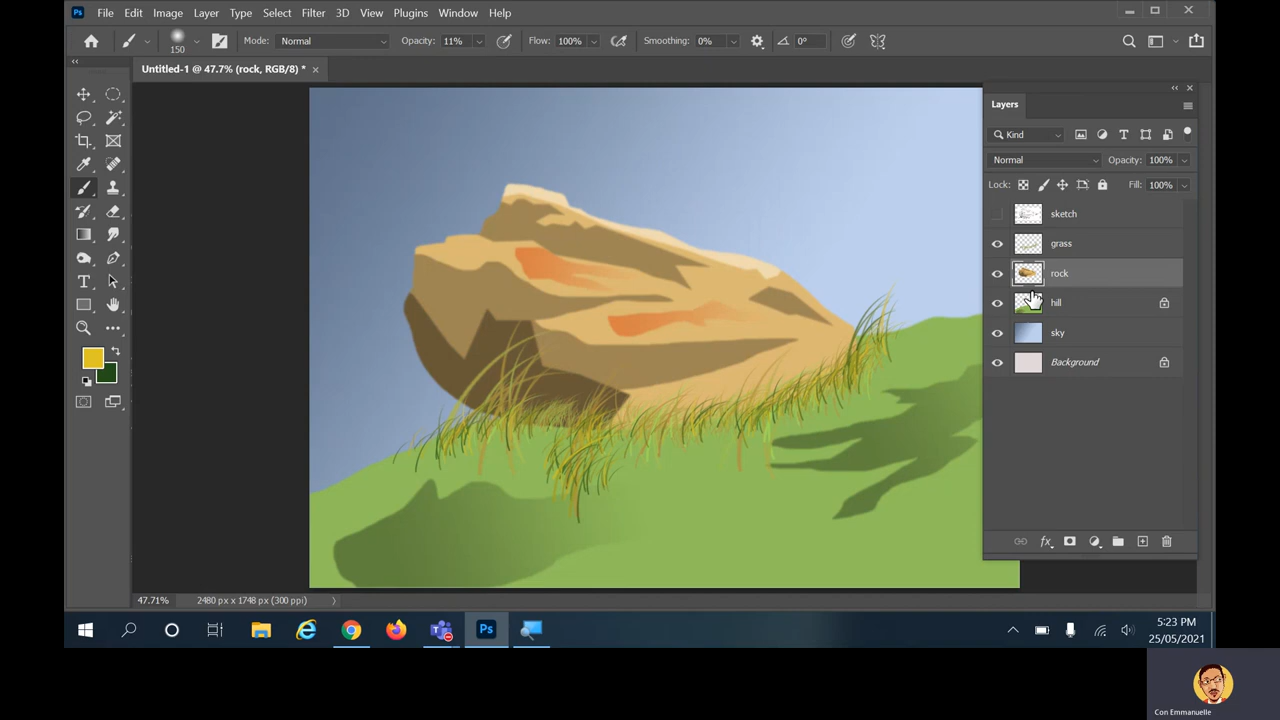 Ps File Edit Image Layer Type Select Filter 3D View Plugins Window Help
150 Mode: Normal Opacity: 11% Flow: 100% Smoothing: 0% 0°
Untitled-1 @ 47.7% (rock, RGB/8) *
Layers
Kind
Normal Opacity: 100%
Lock: Fill: 100%
sketch
grass
rock
hill
sky
Background
fx
47.71% 2480 px x 1748 px (300 ppi)
Ps
5:23 PM
25/05/2021
Con Emmanuelle